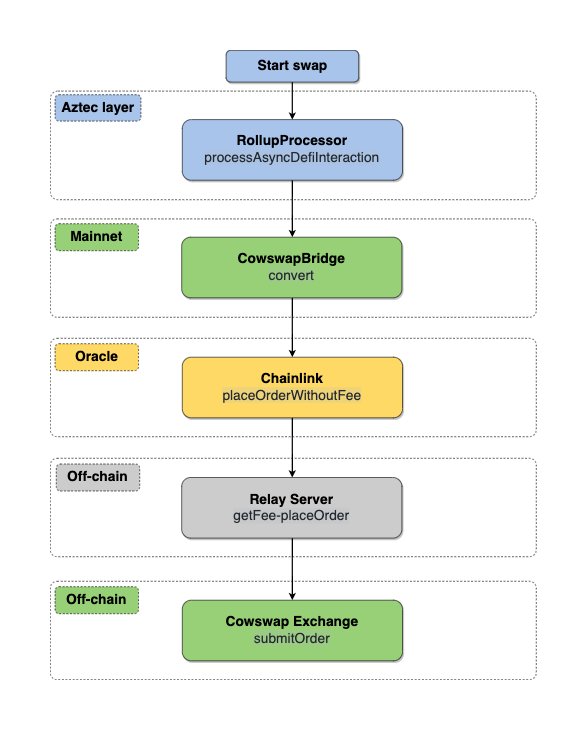 Start swap
Aztec layer
RollupProcessor
processAsyncDefiInteraction
Mainnet
CowswapBridge
convert
Oracle
Chainlink
placeOrderWithoutFee
Off-chain
Relay Server
getFee-placeOrder
Off-chain
Cowswap Exchange
submitOrder